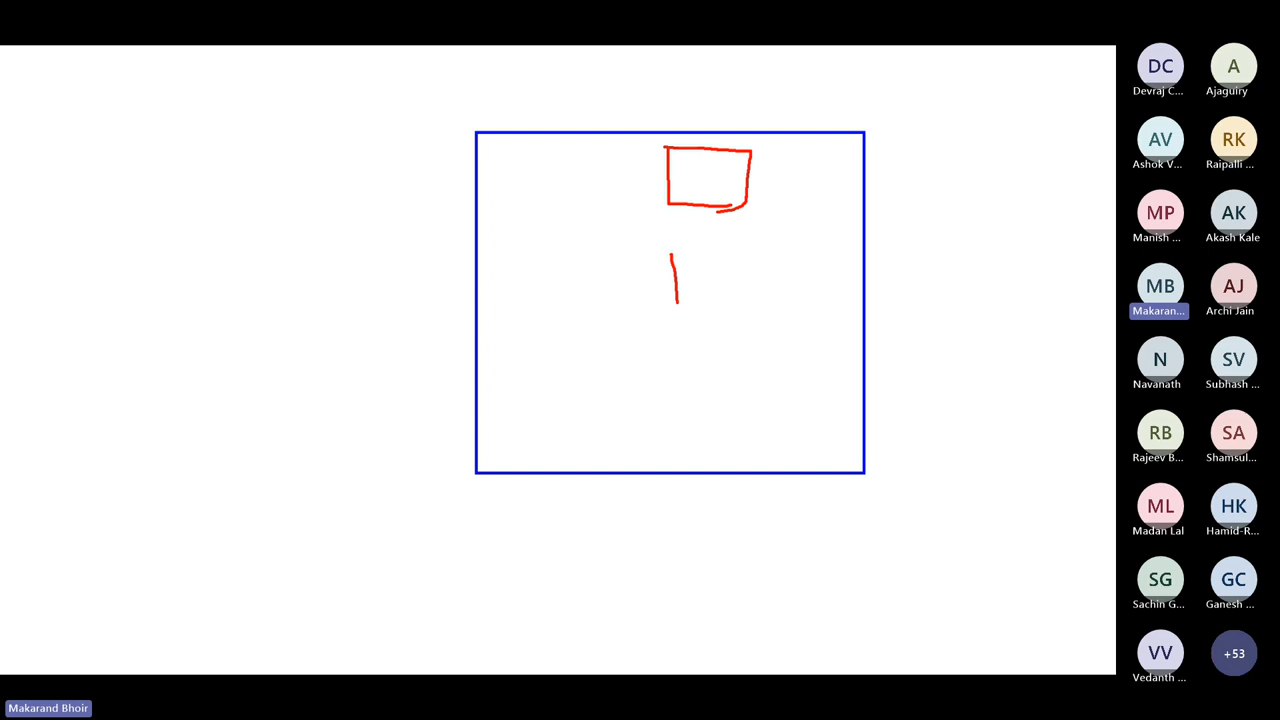 DC
A
Devraj C...
Ajaguiry
AV
RK
Ashok V...
Raipalli ...
MP
AK
Manish ...
Akash Kale
MB
AJ
Makaran...
Archi Jain
N
SV
Navanath
Subhash ...
RB
SA
Rajeev B...
Shamsul...
ML
HK
Madan Lal
Hamid-R...
SG
GC
Sachin G...
Ganesh ...
VV
+53
Vedanth ...
Makarand Bhoir